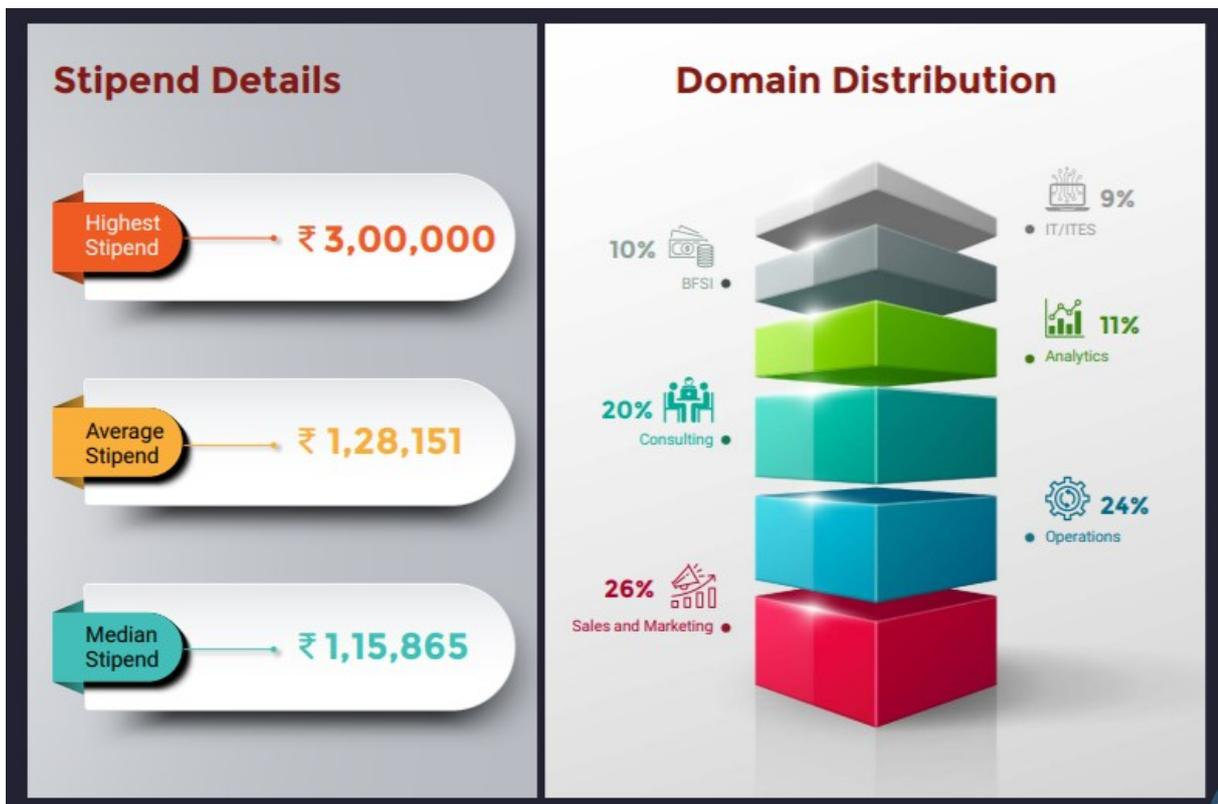 Stipend Details
Highest
Stipend
₹ 3,00,000
Average
Stipend
₹ 1,28,151
Median
Stipend
₹ 1,15,865
Domain Distribution
9%
IT/ITES
10%
BFSI
11%
Analytics
20%
Consulting
24%
Operations
26%
Sales and Marketing